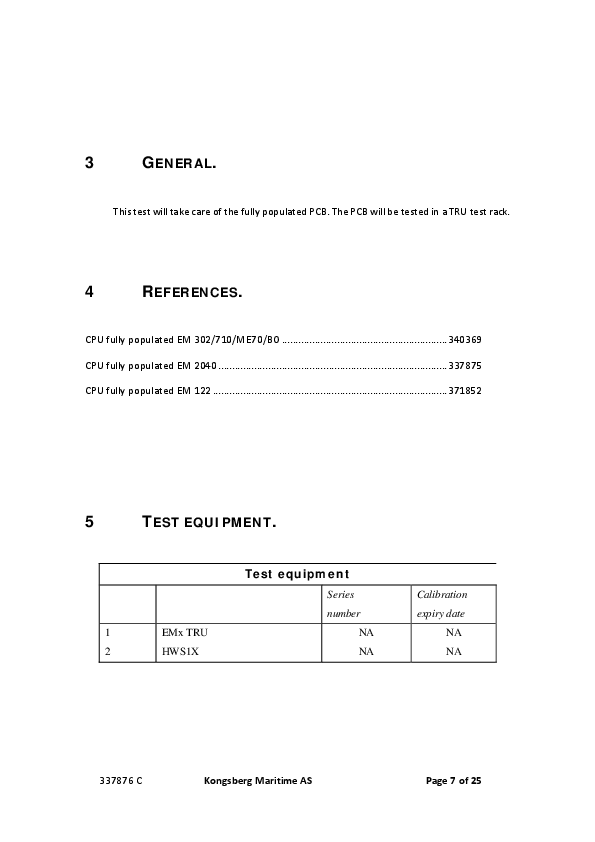 3 GENERAL.
This test will take care of the fully populated PCB. The PCB will be tested in a TRU test rack.
4 REFERENCES.
CPU fully populated EM 302/710/ME70/BO ............................................................ 340369
CPU fully populated EM 2040 ................................................................................... 337875
CPU fully populated EM 122 ..................................................................................... 371852
5 TEST EQUIPMENT.
Test equipment
Series number Calibration expiry date
1 EMx TRU NA NA
2 HWS1X NA NA
337876 C Kongsberg Maritime AS Page 7 of 25